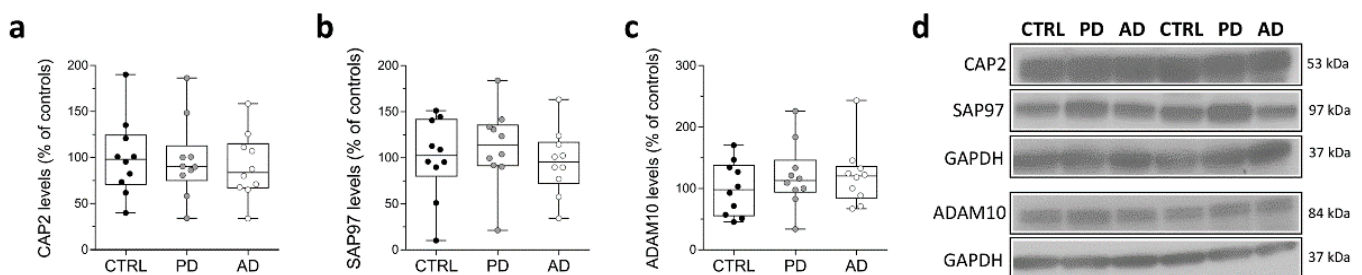 a
CAP2 levels (% of controls)
200
150
100
50
0
CTRL PD AD
b
SAP97 levels (% of controls)
200
150
100
50
0
CTRL PD AD
c
ADAM10 levels (% of controls)
300
200
150
100
50
0
CTRL PD AD
d
CTRL PD AD CTRL PD AD
CAP2 53 kDa
SAP97 97 kDa
GAPDH 37 kDa
ADAM10 84 kDa
GAPDH 37 kDa